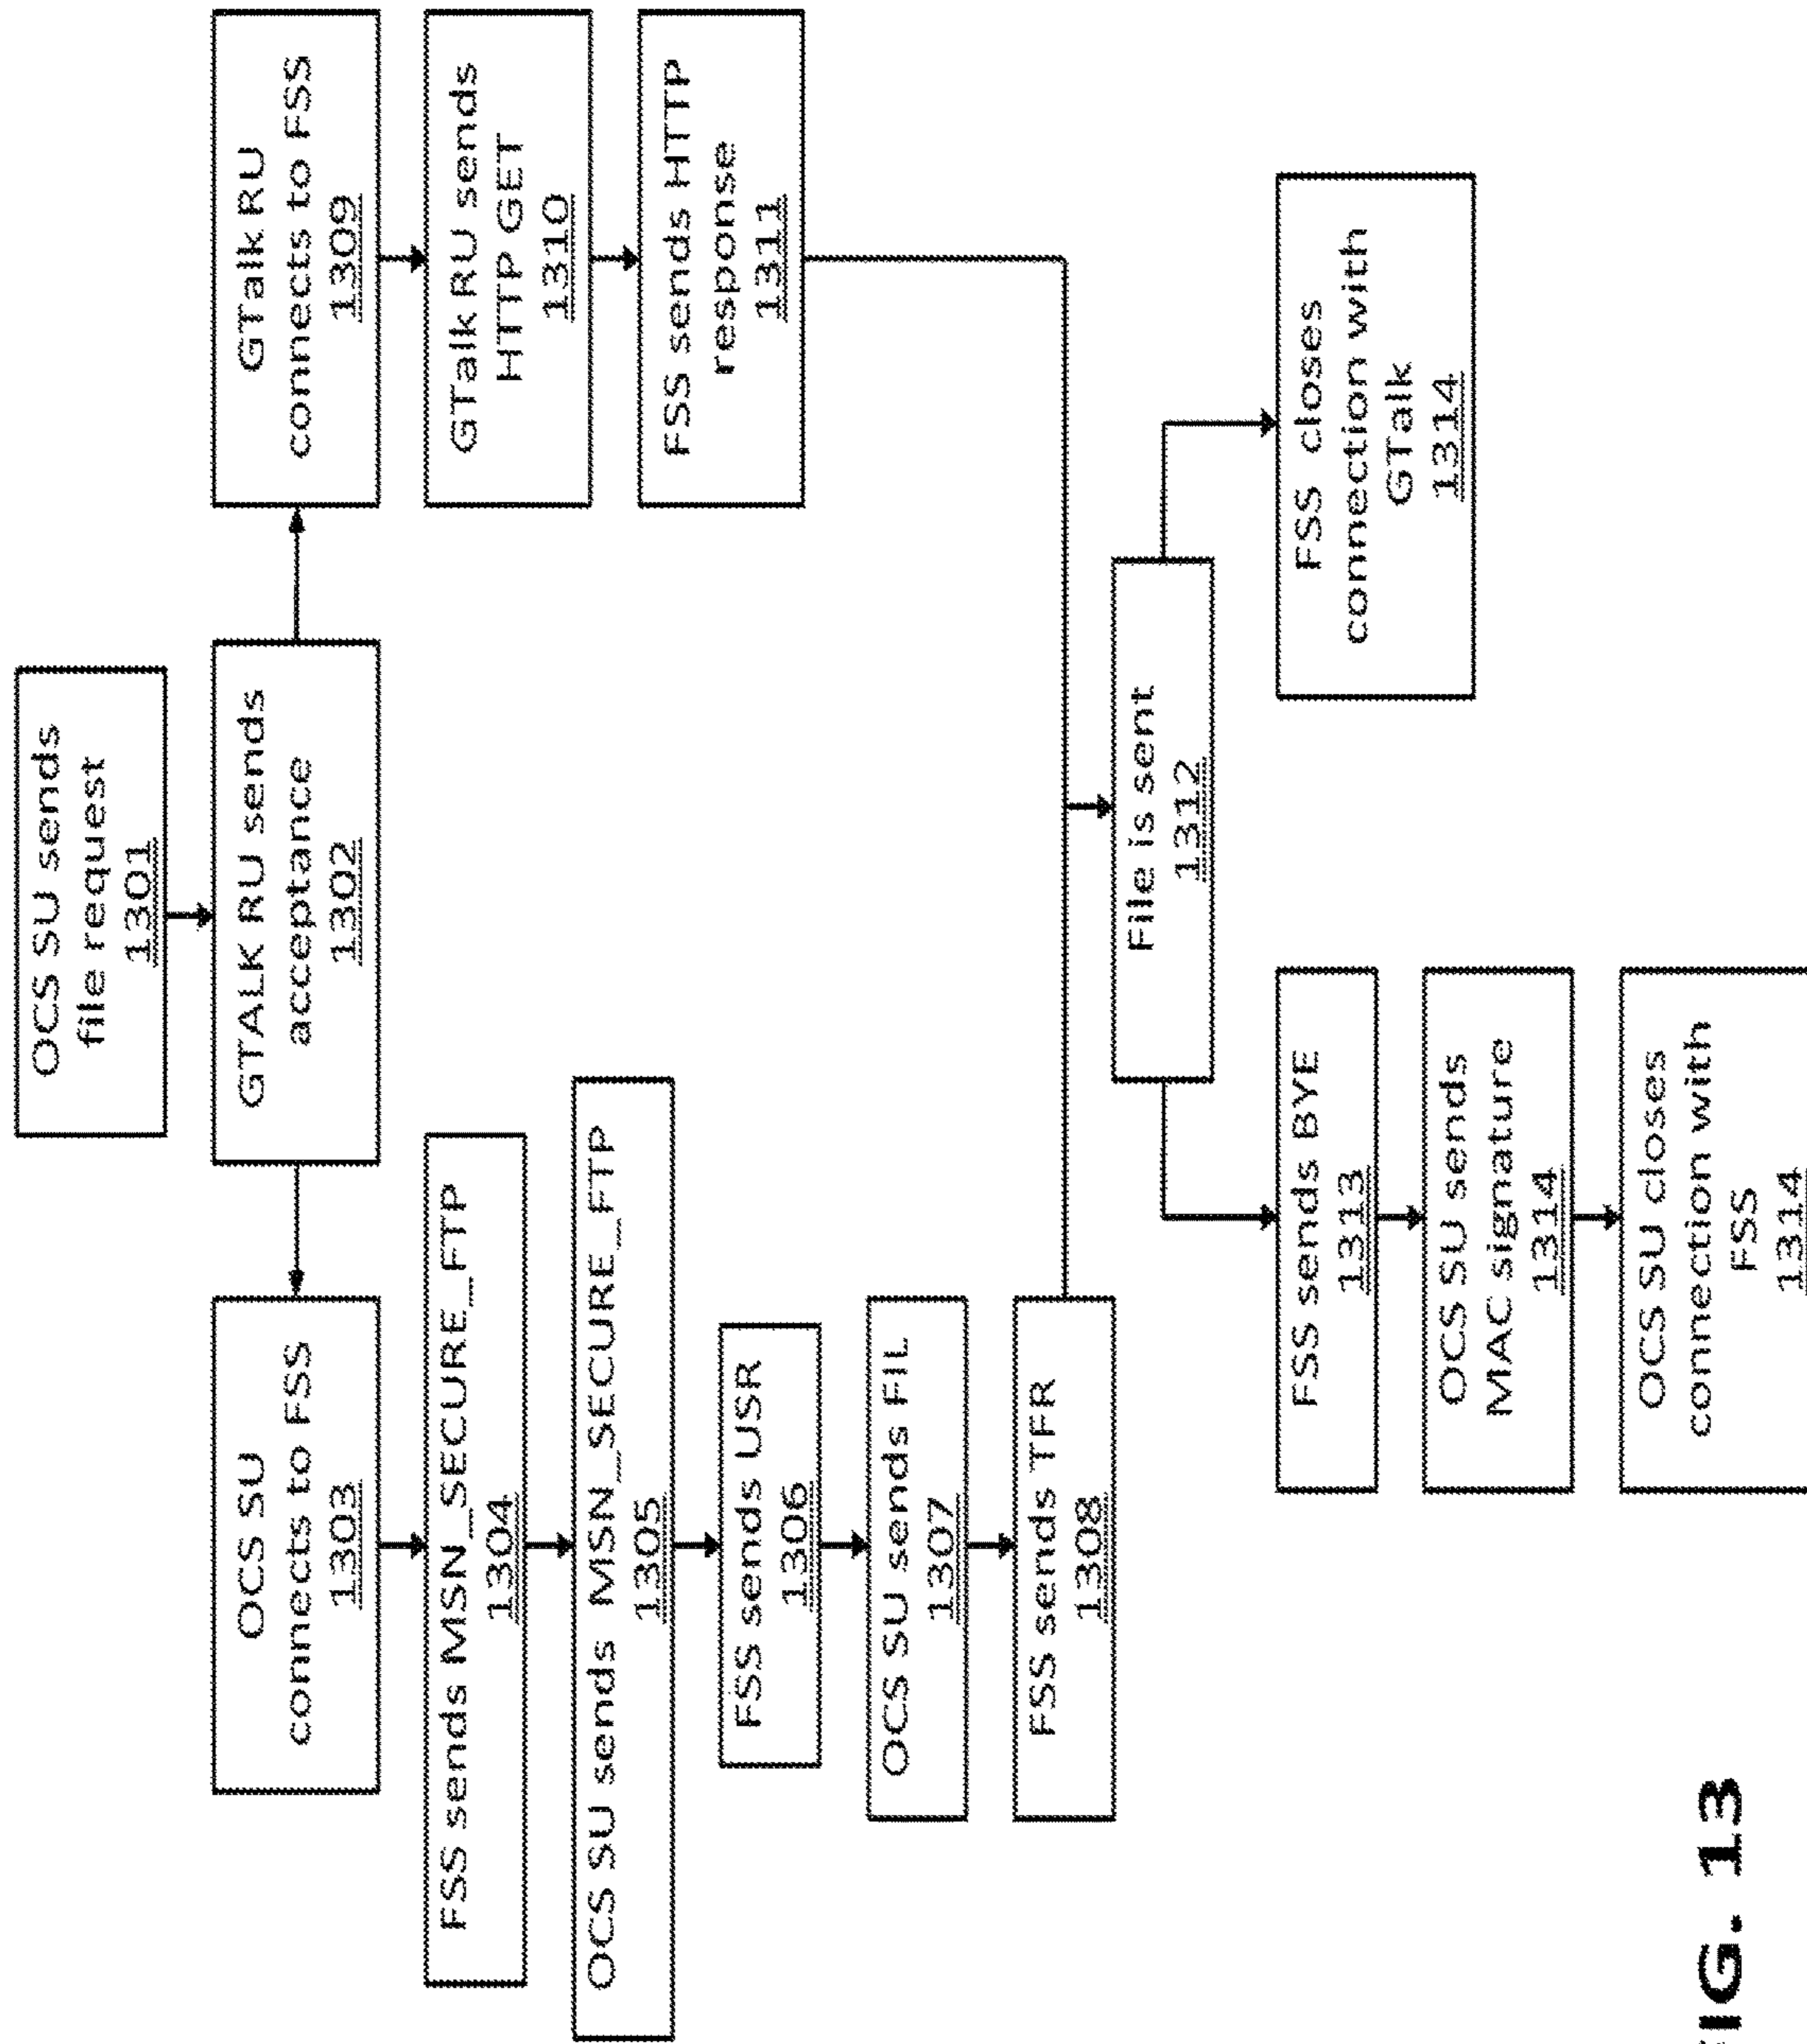 OCS SU sends
file request
1301
GTALK RU sends
acceptance
1302
OCS SU
connects to FSS
1303
FSS sends MSN_SECURE_FTP
1304
OCS SU sends MSN_SECURE_FTP
1305
FSS sends USR
1306
OCS SU sends FIL
1307
FSS sends TFR
1308
GTalk RU
connects to FSS
1309
GTalk RU sends
HTTP GET
1310
FSS sends HTTP
response
1311
File is sent
1312
FSS sends BYE
1313
OCS SU sends
MAC signature
1314
OCS SU closes
connection with
FSS
1314
FSS closes
connection with
GTalk
1314
IG. 13